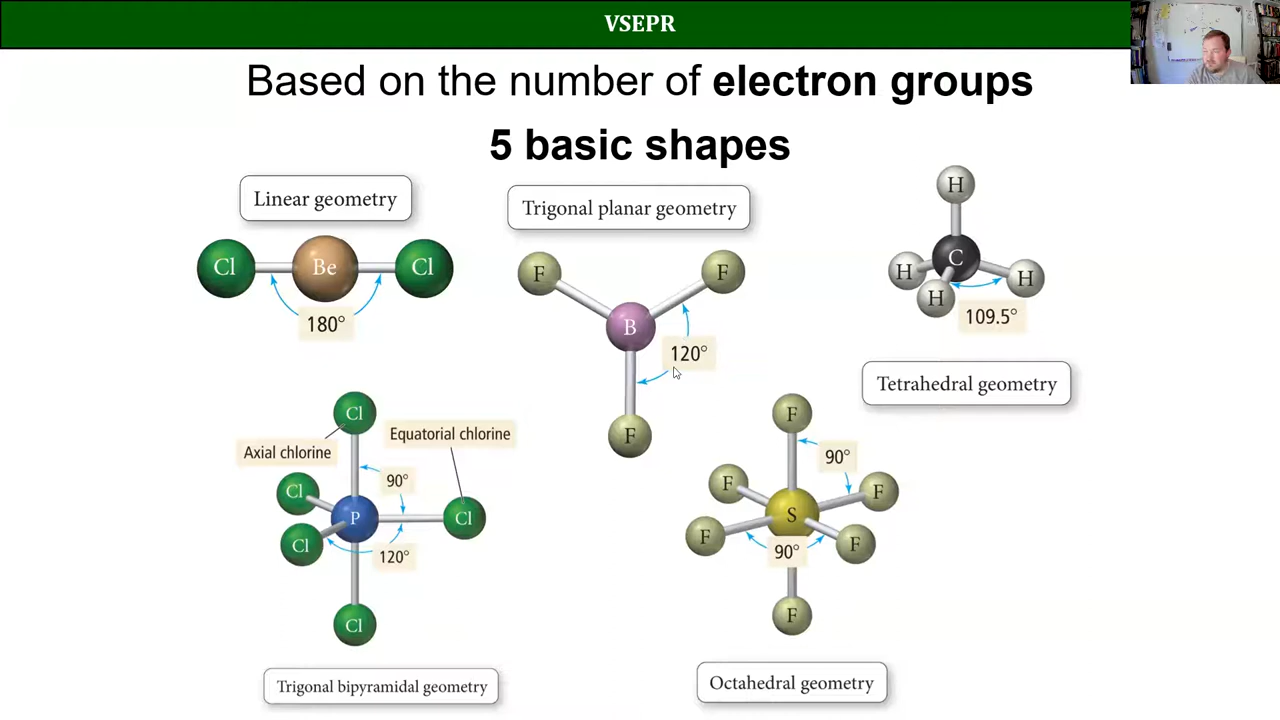 VSEPR
Based on the number of electron groups
5 basic shapes
Linear geometry
Cl Be Cl
180°
Trigonal planar geometry
F F
B
120°
F
H
C
H H
H
109.5°
Tetrahedral geometry
Cl
Axial chlorine
Equatorial chlorine
90°
Cl
P Cl
Cl
120°
Cl
Trigonal bipyramidal geometry
F
90°
F F
S
F F
90°
F
Octahedral geometry